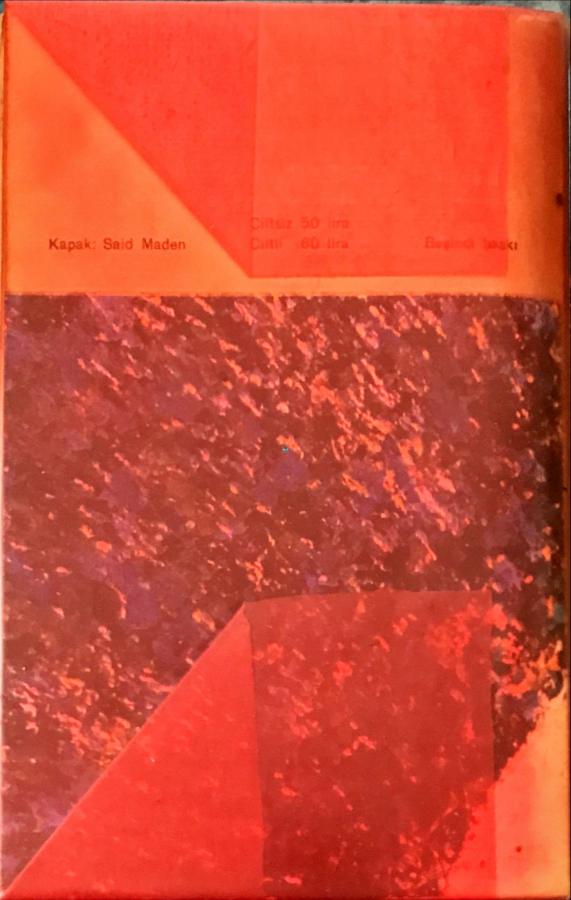 Ciltsiz 50 lira
Kapak: Said Maden Ciltli 60 lira Beşinci baskı